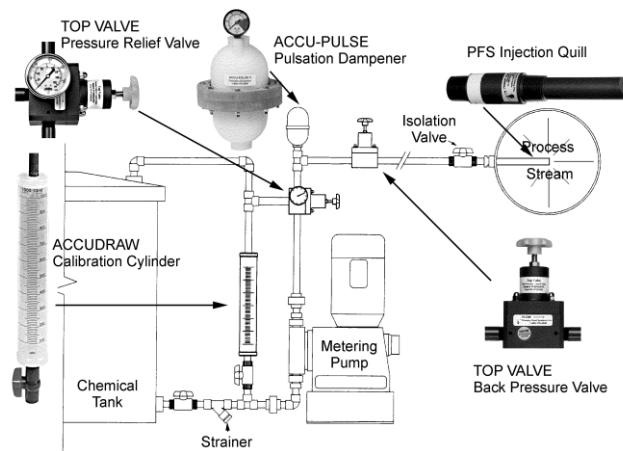 TOP VALVE
Pressure Relief Valve
ACCU-PULSE
Pulsation Dampener
PFS Injection Quill
Isolation
Valve
Process
Stream
ACCUDRAW
Calibration Cylinder
Metering
Pump
Chemical
Tank
Strainer
TOP VALVE
Back Pressure Valve